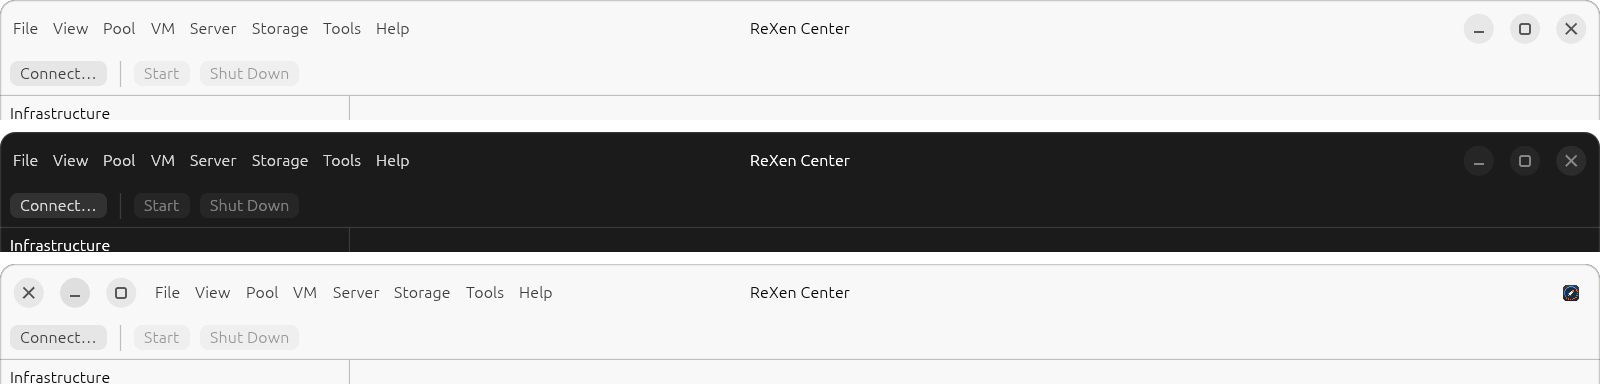 File View Pool VM Server Storage Tools Help ReXen Center
Connect... Start Shut Down
Infrastructure
File View Pool VM Server Storage Tools Help ReXen Center
Connect... Start Shut Down
Infrastructure
File View Pool VM Server Storage Tools Help ReXen Center
Connect... Start Shut Down
Infrastructure